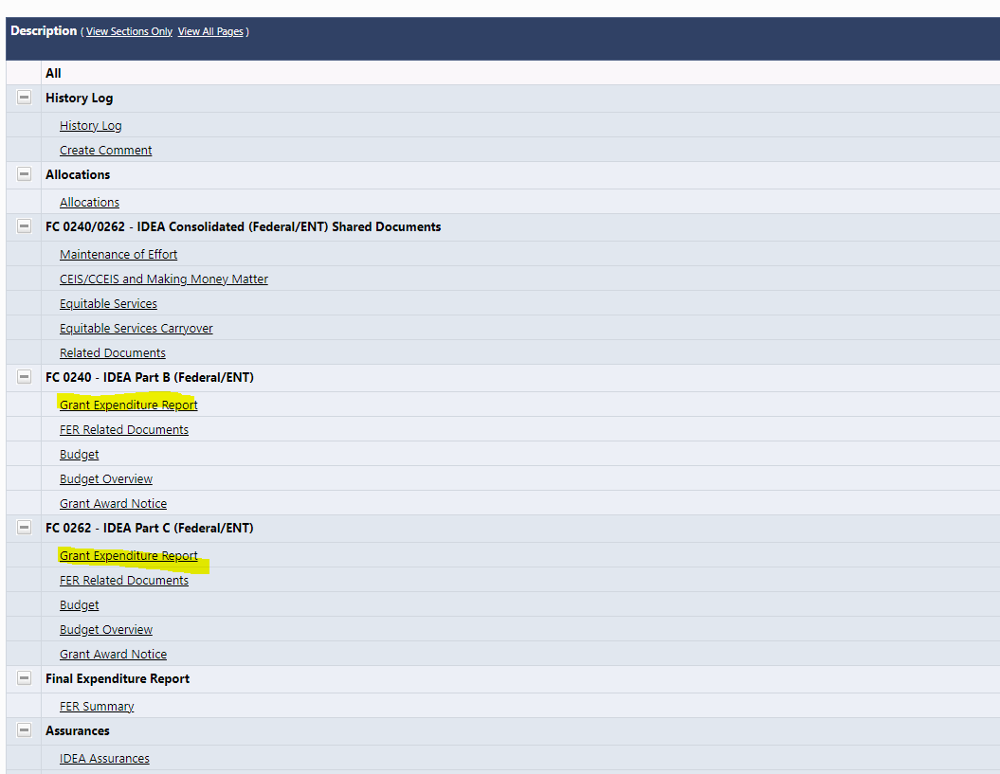 Description ( View Sections Only View All Pages )
All
History Log
History Log
Create Comment
Allocations
Allocations
FC 0240/0262 - IDEA Consolidated (Federal/ENT) Shared Documents
Maintenance of Effort
CEIS/CCEIS and Making Money Matter
Equitable Services
Equitable Services Carryover
Related Documents
FC 0240 - IDEA Part B (Federal/ENT)
Grant Expenditure Report
FER Related Documents
Budget
Budget Overview
Grant Award Notice
FC 0262 - IDEA Part C (Federal/ENT)
Grant Expenditure Report
FER Related Documents
Budget
Budget Overview
Grant Award Notice
Final Expenditure Report
FER Summary
Assurances
IDEA Assurances